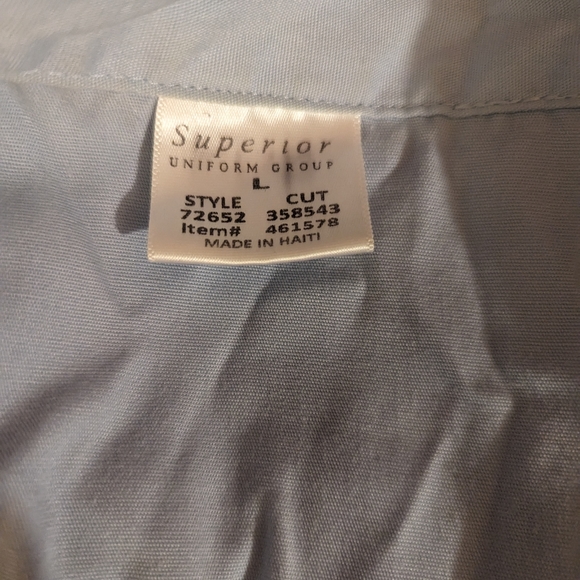 Superior
UNIFORM GROUP
L
STYLE CUT
72652 358543
Item# 461578
MADE IN HAITI